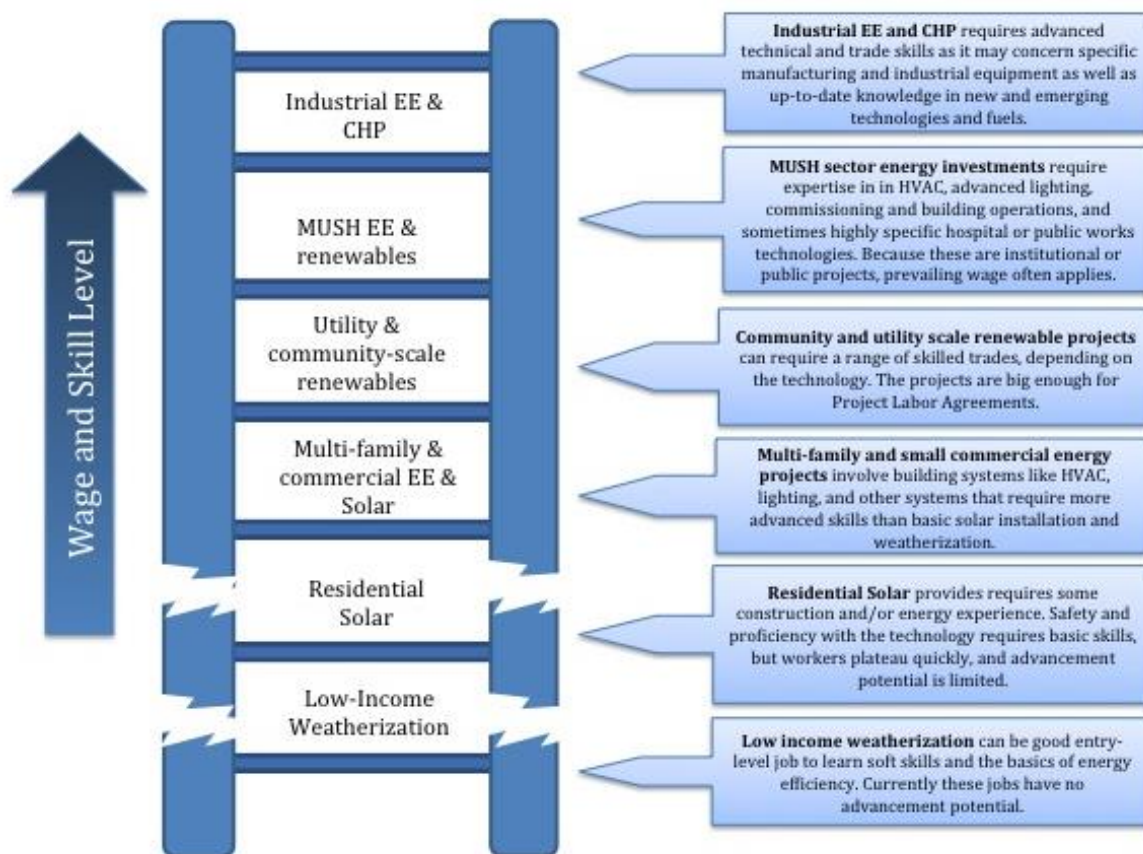 Wage and Skill Level
Industrial EE &
CHP
MUSH EE &
renewables
Utility &
community-scale
renewables
Multi-family &
commercial EE &
Solar
Residential
Solar
Low-Income
Weatherization
Industrial EE and CHP requires advanced
technical and trade skills as it may concern specific
manufacturing and industrial equipment as well as
up-to-date knowledge in new and emerging
technologies and fuels.
MUSH sector energy investments require
expertise in in HVAC, advanced lighting,
commissioning and building operations, and
sometimes highly specific hospital or public works
technologies. Because these are institutional or
public projects, prevailing wage often applies.
Community and utility scale renewable projects
can require a range of skilled trades, depending on
the technology. The projects are big enough for
Project Labor Agreements.
Multi-family and small commercial energy
projects involve building systems like HVAC,
lighting, and other systems that require more
advanced skills than basic solar installation and
weatherization.
Residential Solar provides requires some
construction and/or energy experience. Safety and
proficiency with the technology requires basic skills,
but workers plateau quickly, and advancement
potential is limited.
Low income weatherization can be good entry-
level job to learn soft skills and the basics of energy
efficiency. Currently these jobs have no
advancement potential.